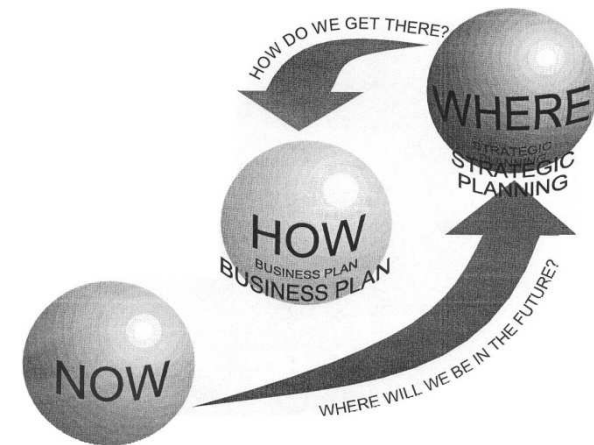 HOW DO WE GET THERE?
WHERE
STRATEGIC
STRATEGIC
PLANNING
HOW
BUSINESS PLAN
BUSINESS PLAN
NOW
WHERE WILL WE BE IN THE FUTURE?